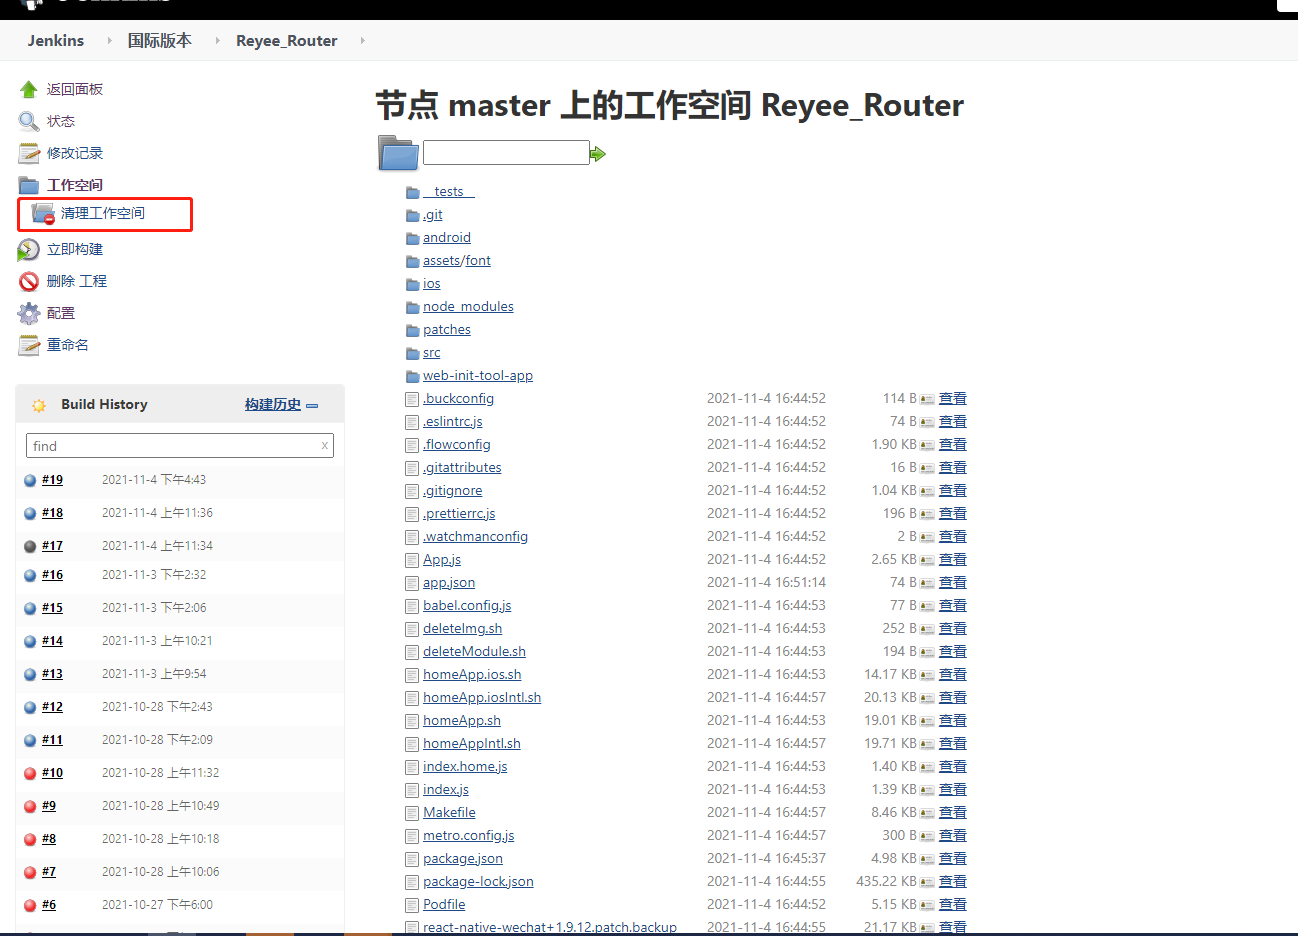 Jenkins 国际版本 Reyee_Router
返回面板
状态
修改记录
工作空间
清理工作空间
立即构建
删除 工程
配置
重命名
Build History 构建历史
find x
#19 2021-11-4 下午4:43
#18 2021-11-4 上午11:36
#17 2021-11-4 上午11:34
#16 2021-11-3 下午2:32
#15 2021-11-3 下午2:06
#14 2021-11-3 上午10:21
#13 2021-11-3 上午9:54
#12 2021-10-28 下午2:43
#11 2021-10-28 下午2:09
#10 2021-10-28 上午11:32
#9 2021-10-28 上午10:49
#8 2021-10-28 上午10:18
#7 2021-10-28 上午10:06
#6 2021-10-27 下午6:00
节点 master 上的工作空间 Reyee_Router
__tests__
.git
android
assets/font
ios
node_modules
patches
src
web-init-tool-app
.buckconfig 2021-11-4 16:44:52 114 B 查看
.eslintrc.js 2021-11-4 16:44:52 74 B 查看
.flowconfig 2021-11-4 16:44:52 1.90 KB 查看
.gitattributes 2021-11-4 16:44:52 16 B 查看
.gitignore 2021-11-4 16:44:52 1.04 KB 查看
.prettierrc.js 2021-11-4 16:44:52 196 B 查看
.watchmanconfig 2021-11-4 16:44:52 2 B 查看
App.js 2021-11-4 16:44:52 2.65 KB 查看
app.json 2021-11-4 16:51:14 74 B 查看
babel.config.js 2021-11-4 16:44:53 77 B 查看
deleteImg.sh 2021-11-4 16:44:53 252 B 查看
deleteModule.sh 2021-11-4 16:44:53 194 B 查看
homeApp.ios.sh 2021-11-4 16:44:53 14.17 KB 查看
homeApp.iosIntl.sh 2021-11-4 16:44:57 20.13 KB 查看
homeApp.sh 2021-11-4 16:44:53 19.01 KB 查看
homeAppIntl.sh 2021-11-4 16:44:57 19.71 KB 查看
index.home.js 2021-11-4 16:44:53 1.40 KB 查看
index.js 2021-11-4 16:44:53 1.39 KB 查看
Makefile 2021-11-4 16:44:57 8.46 KB 查看
metro.config.js 2021-11-4 16:44:57 300 B 查看
package.json 2021-11-4 16:45:37 4.98 KB 查看
package-lock.json 2021-11-4 16:44:55 435.22 KB 查看
Podfile 2021-11-4 16:44:52 5.15 KB 查看
react-native-wechat+1.9.12.patch.backup 2021-11-4 16:44:55 21.17 KB 查看